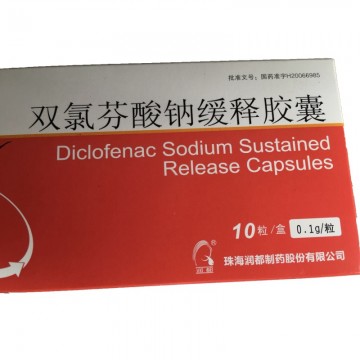 批准文号：国药准字H20066985
双氯芬酸钠缓释胶囊
Diclofenac Sodium Sustained
Release Capsules
10粒/盒 0.1g/粒
珠海润都制药股份有限公司